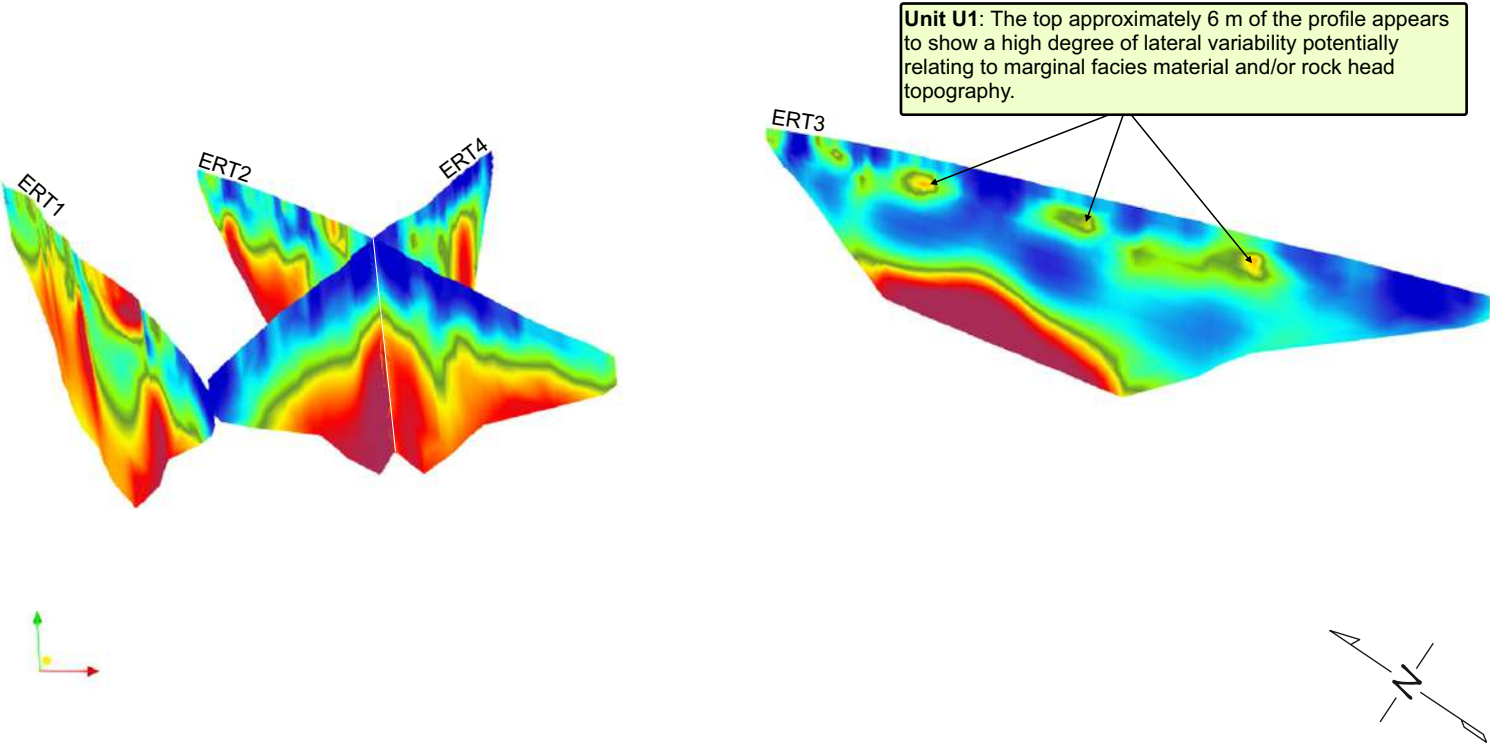 Unit U1: The top approximately 6 m of the profile appears
to show a high degree of lateral variability potentially
relating to marginal facies material and/or rock head
topography.
ERT3
ERT2
ERT4
ERT1
N